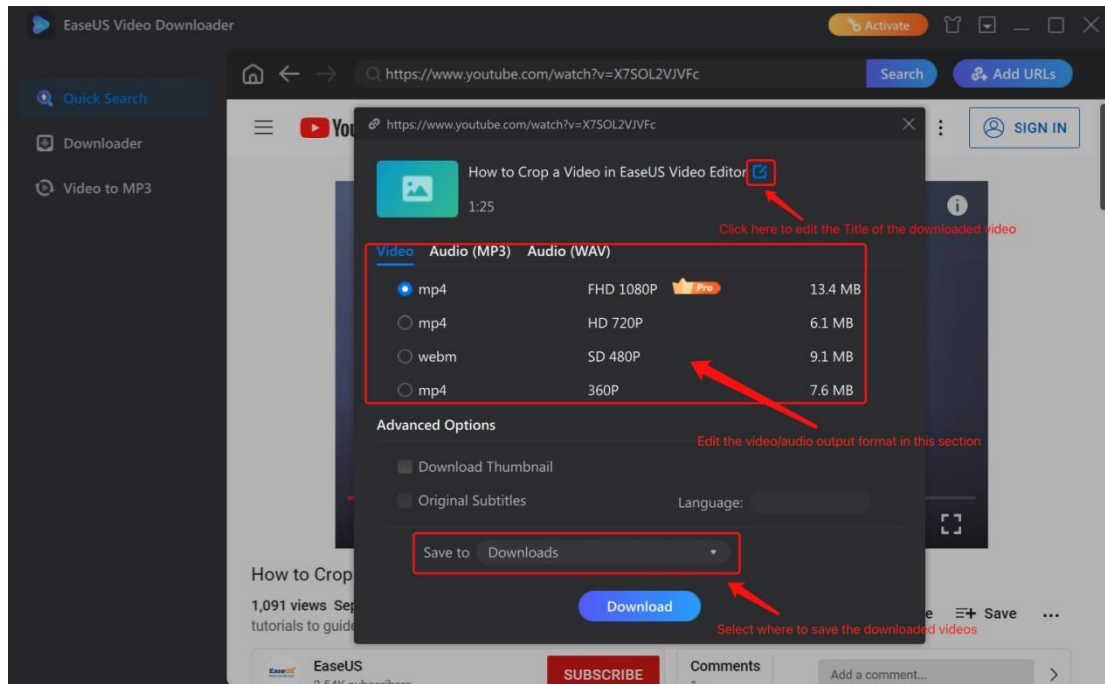 EaseUS Video Downloader
Activate
https://www.youtube.com/watch?v=X7SOL2VJVFc
Search
Add URLs
Quick Search
Downloader
Video to MP3
You
SIGN IN
https://www.youtube.com/watch?v=X7SOL2VJVFc
How to Crop a Video in EaseUS Video Editor
1:25
Click here to edit the Title of the downloaded video
Video Audio (MP3) Audio (WAV)
mp4 FHD 1080P Pro 13.4 MB
mp4 HD 720P 6.1 MB
webm SD 480P 9.1 MB
mp4 360P 7.6 MB
Advanced Options
Edit the video/audio output format in this section
Download Thumbnail
Original Subtitles Language:
Save to Downloads
Download
Select where to save the downloaded videos
How to Crop
1,091 views Sep
tutorials to guide
e Save ...
EaseUS
SUBSCRIBE
Comments
1
Add a comment...